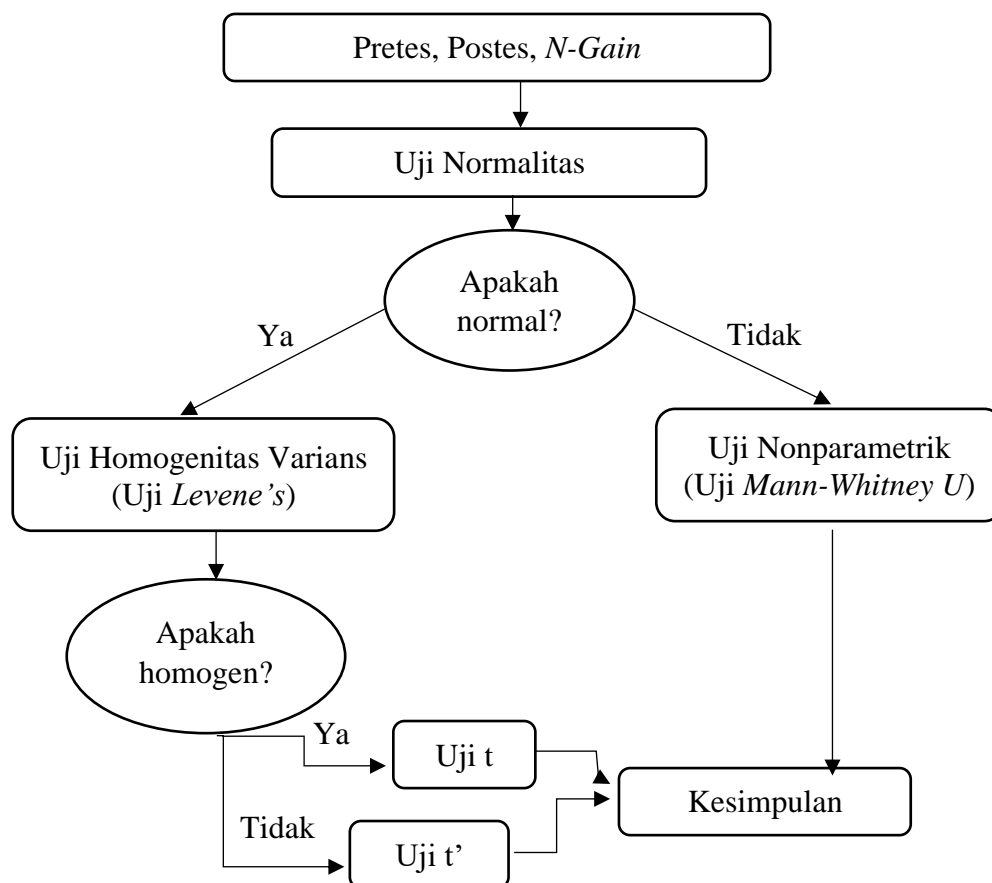 Pretes, Postes, N-Gain
Uji Normalitas
Apakah
normal?
Ya
Tidak
Uji Homogenitas Varians
(Uji Levene’s)
Uji Nonparametrik
(Uji Mann-Whitney U)
Apakah
homogen?
Ya
Uji t
Kesimpulan
Tidak
Uji t’